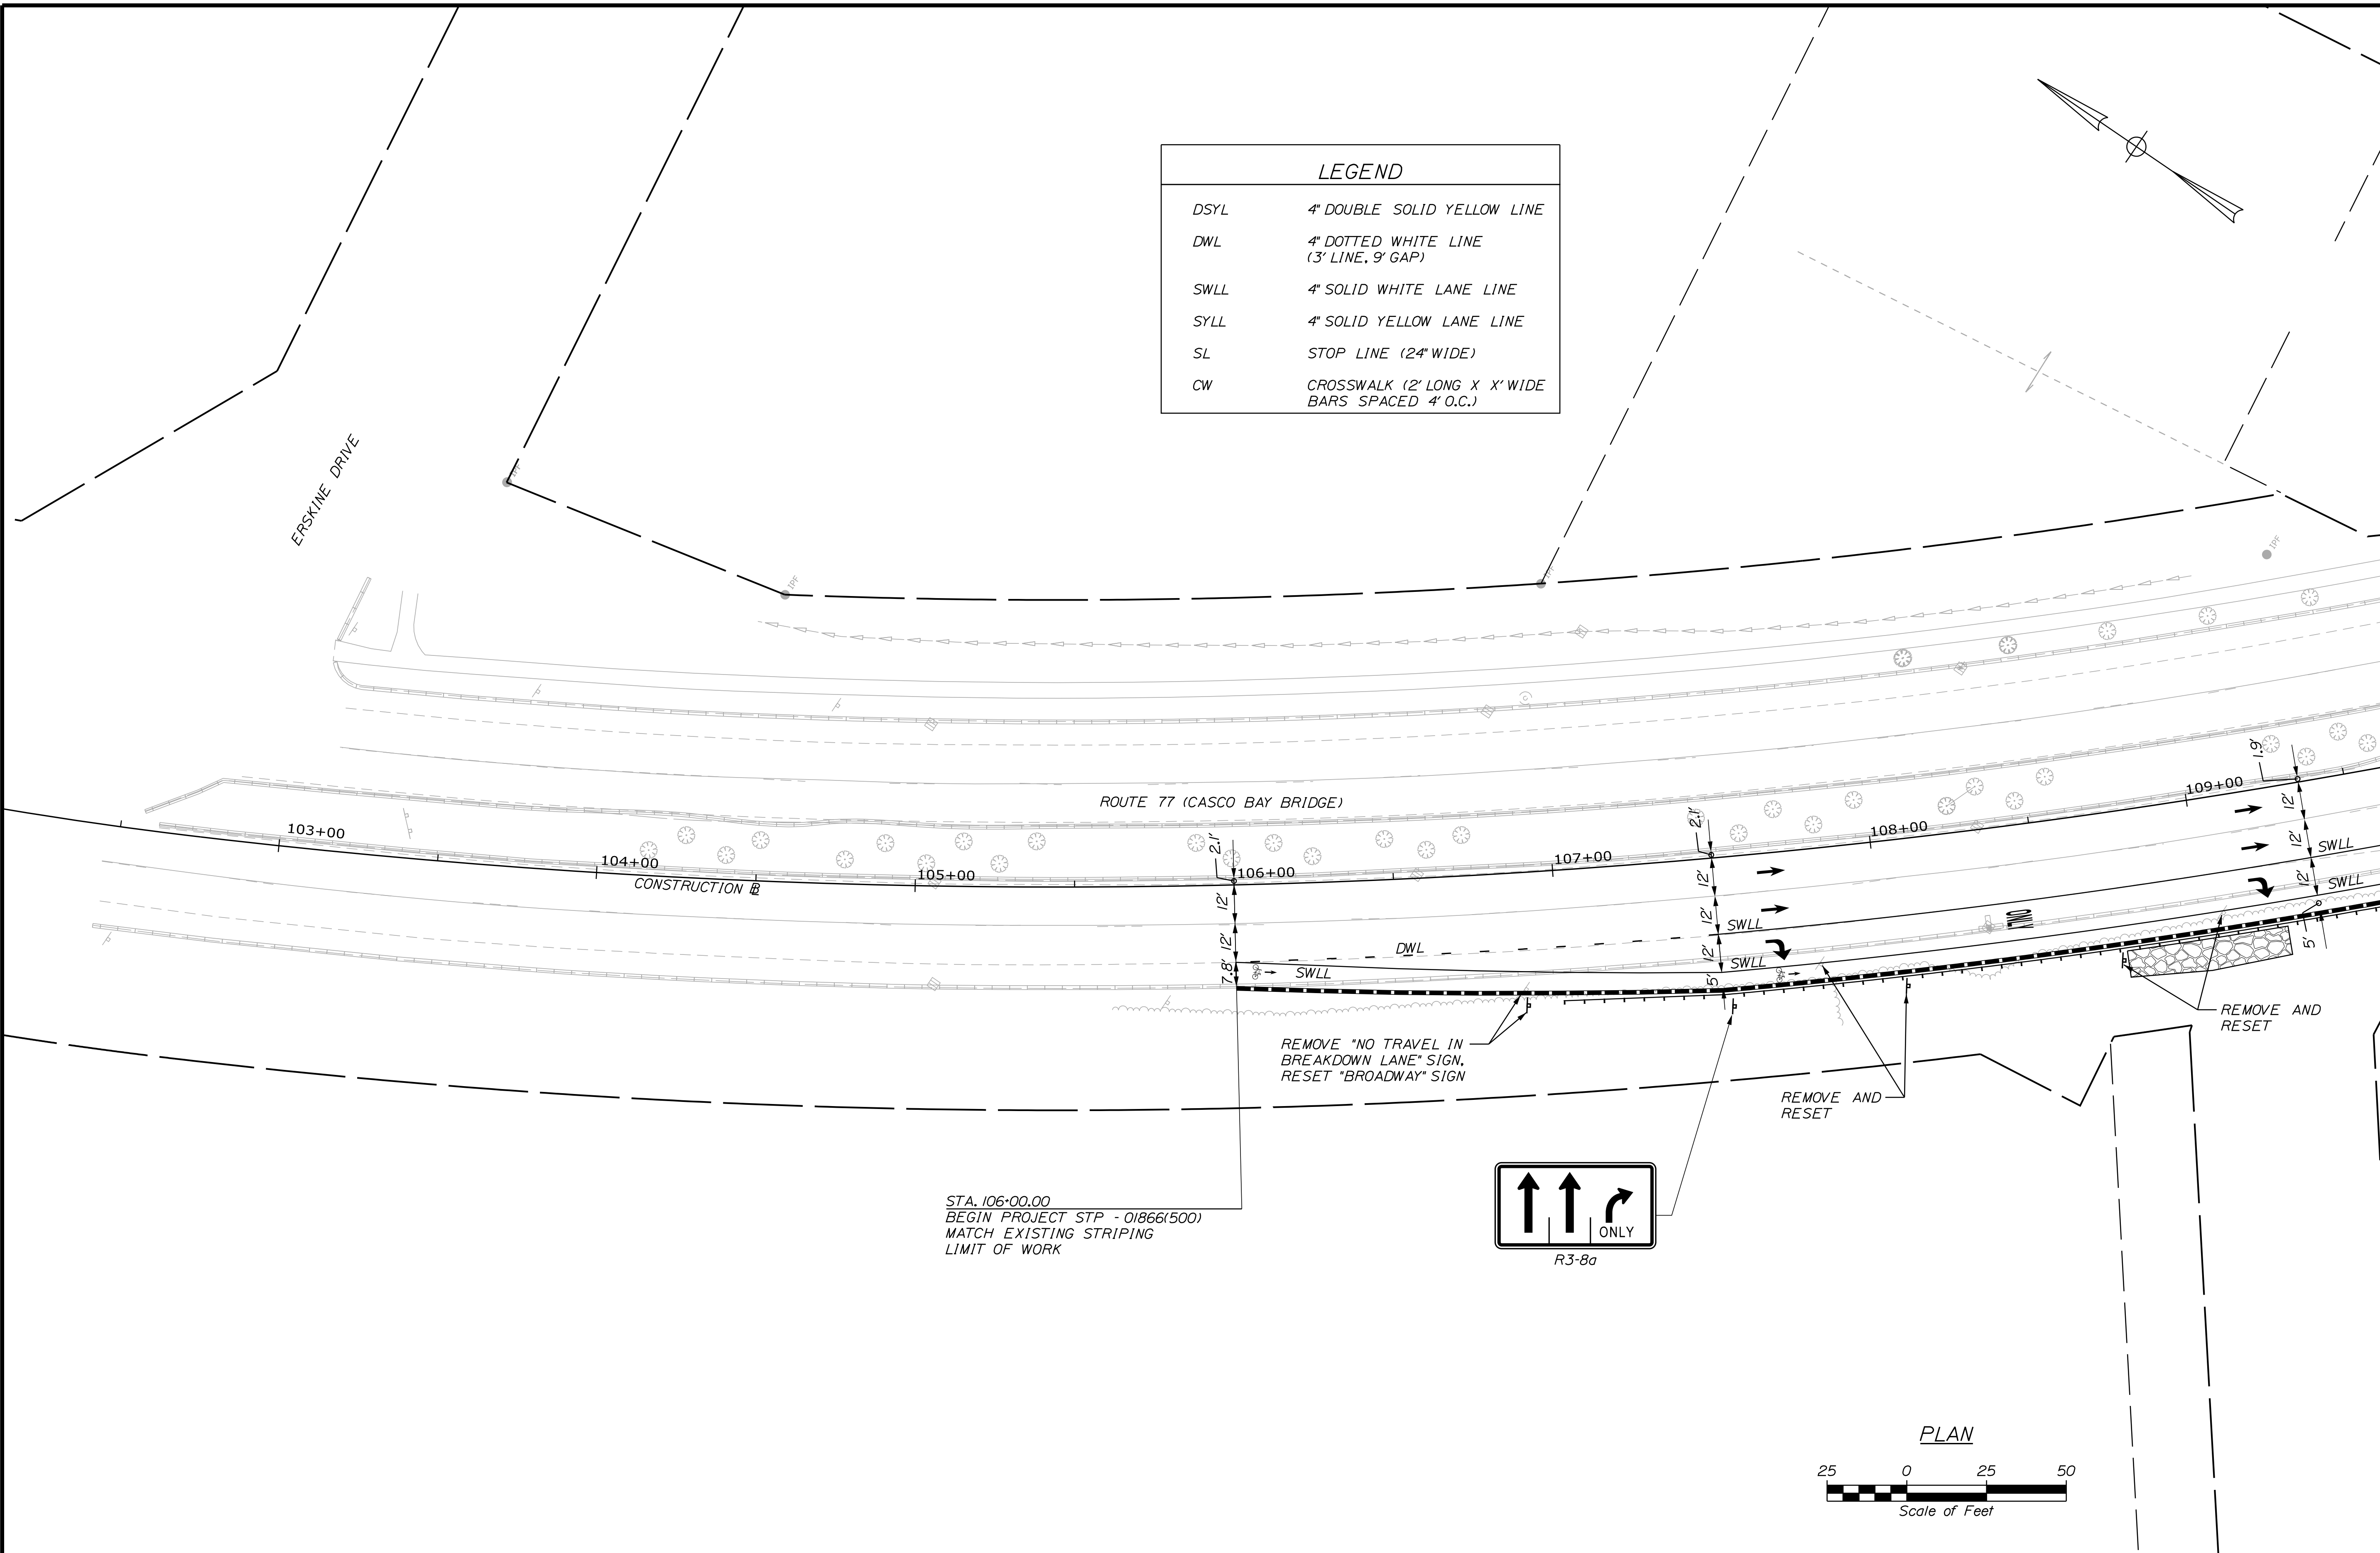 LEGEND
DSYL 4" DOUBLE SOLID YELLOW LINE
DWL 4" DOTTED WHITE LINE
(3' LINE, 9' GAP)
SWLL 4" SOLID WHITE LANE LINE
SYLL 4" SOLID YELLOW LANE LINE
SL STOP LINE (24" WIDE)
CW CROSSWALK (2' LONG X X' WIDE
BARS SPACED 4' O.C.)
ERSKINE DRIVE
IPF
IPF
IPF
IPF
ROUTE 77 (CASCO BAY BRIDGE)
103+00
104+00
105+00
106+00
107+00
108+00
109+00
CONSTRUCTION
2.1'
12'
12'
7.8'
2.1'
12'
12'
12'
5'
1.9'
12'
12'
12'
5'
DWL
SWLL
SWLL
SWLL
SWLL
SWLL
ONLY
REMOVE "NO TRAVEL IN
BREAKDOWN LANE" SIGN,
RESET "BROADWAY" SIGN
REMOVE AND
RESET
REMOVE AND
RESET
STA. 106+00.00
BEGIN PROJECT STP - 01866(500)
MATCH EXISTING STRIPING
LIMIT OF WORK
ONLY
R3-8a
PLAN
25 0 25 50
Scale of Feet